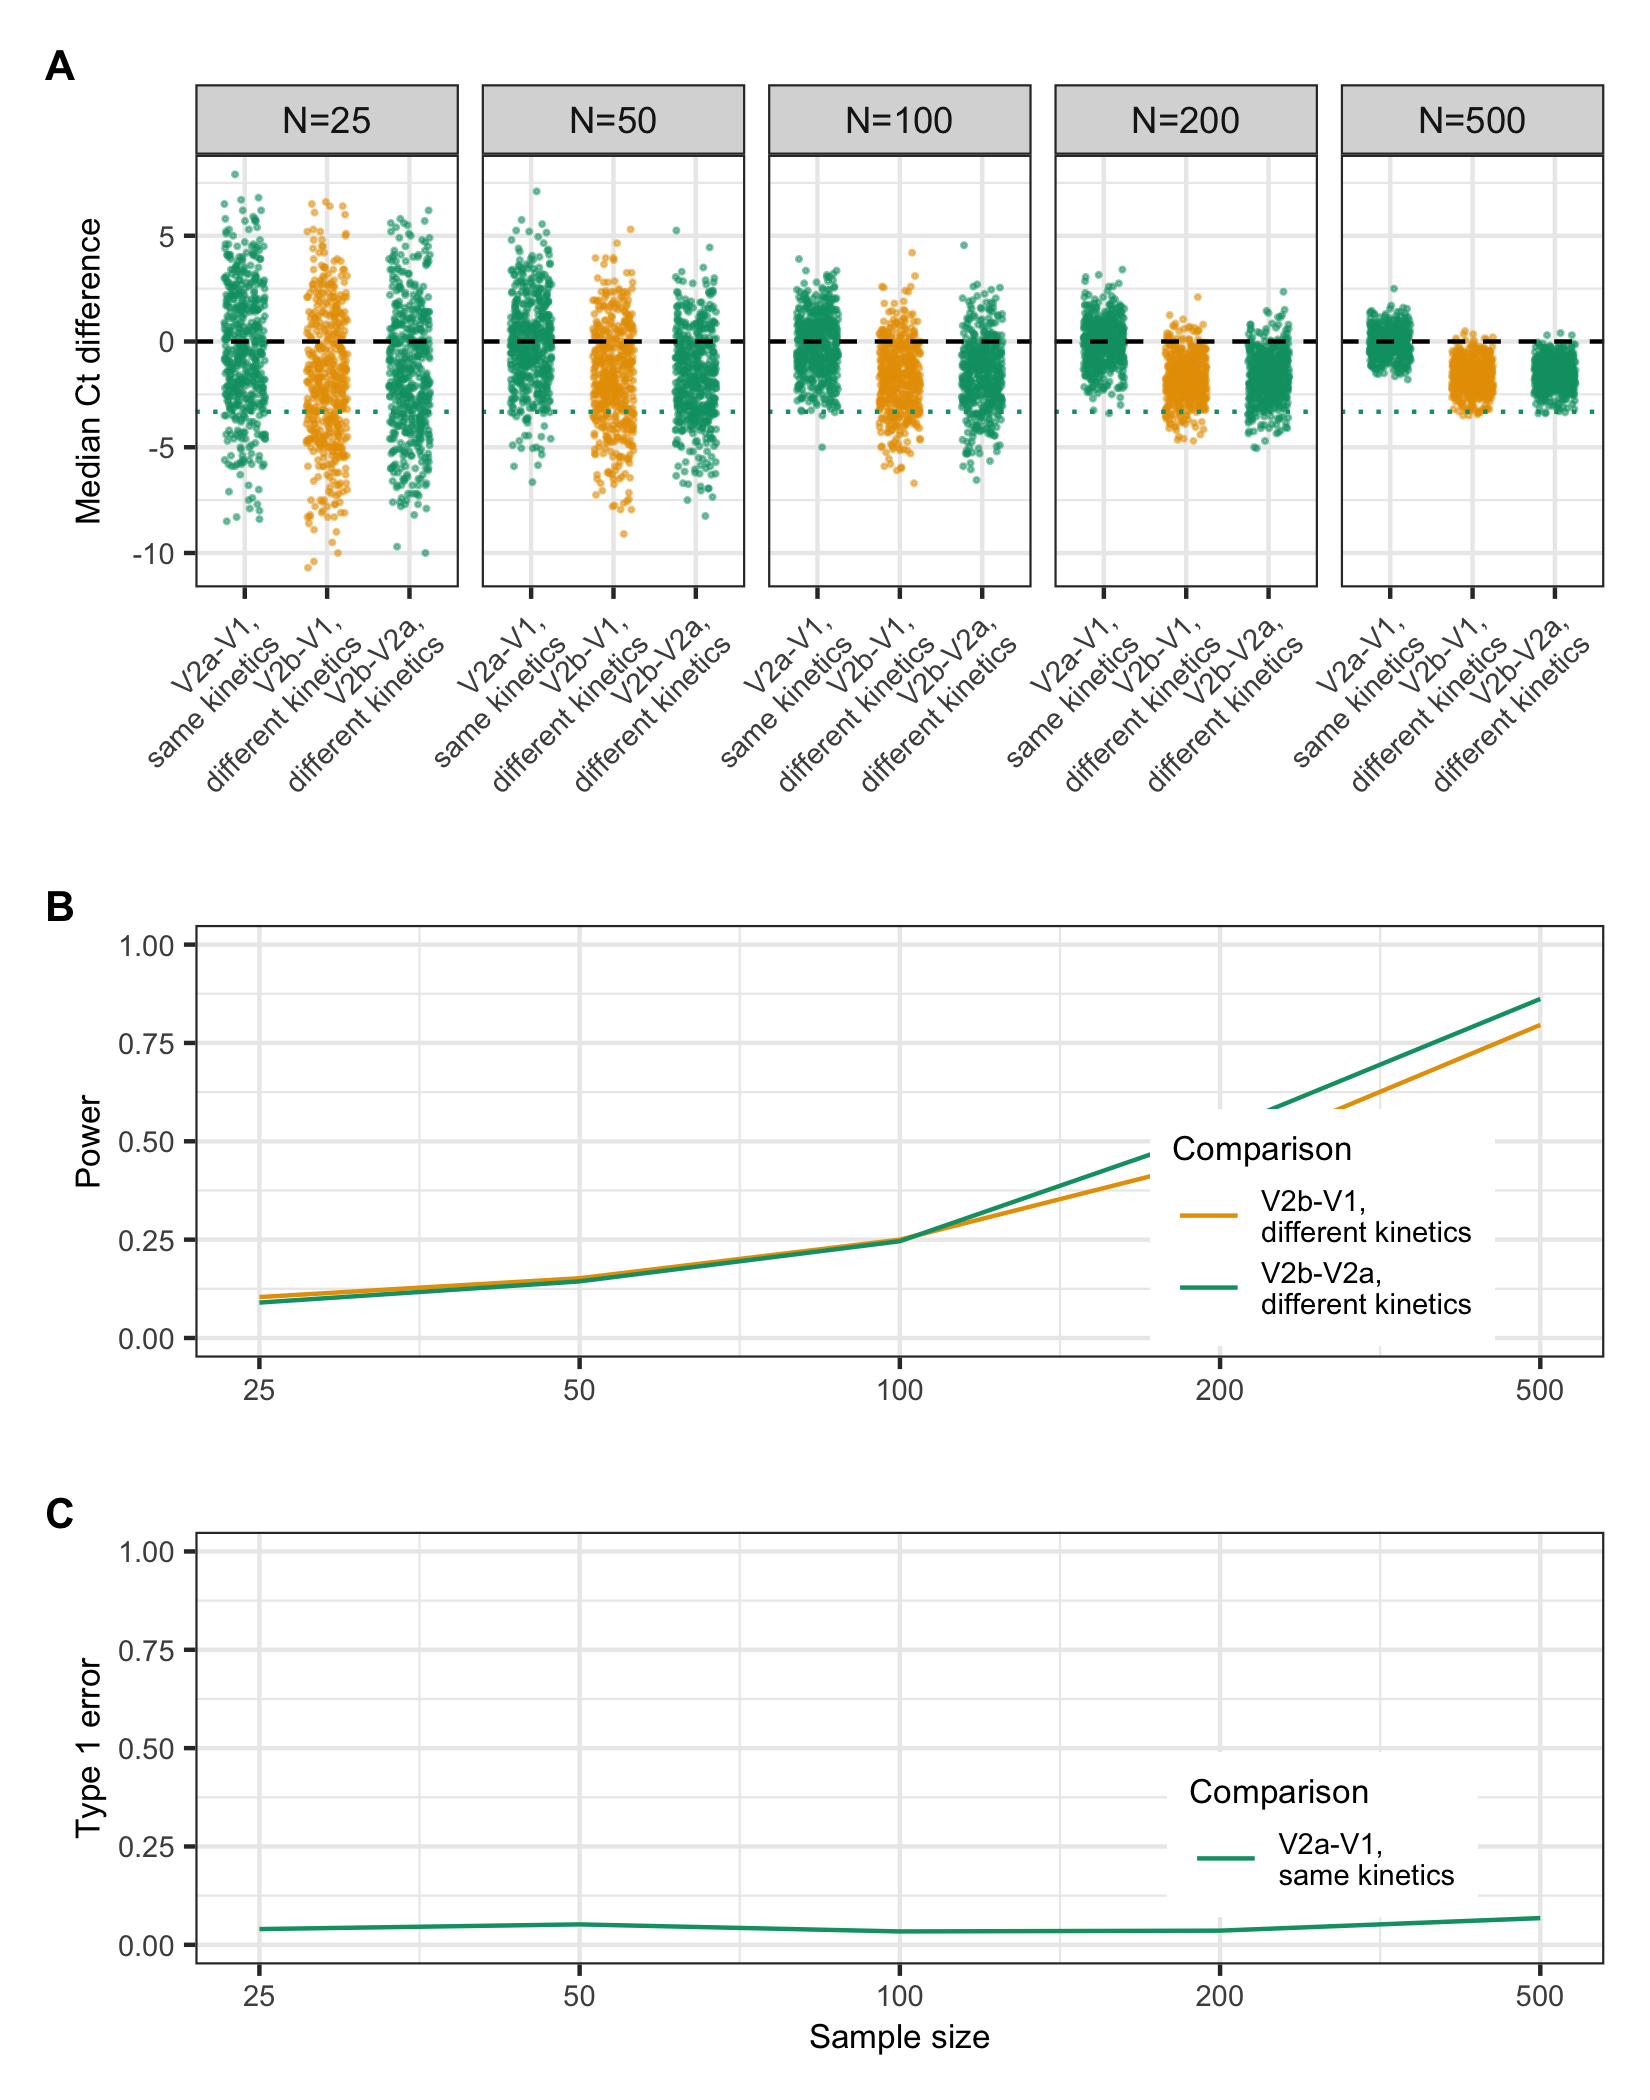 A
N=25
N=50
N=100
N=200
N=500
Median Ct difference
5
0
-5
-10
V2a-V1,
same kinetics
V2b-V1,
different kinetics
V2b-V2a,
different kinetics
V2a-V1,
same kinetics
V2b-V1,
different kinetics
V2b-V2a,
different kinetics
V2a-V1,
same kinetics
V2b-V1,
different kinetics
V2b-V2a,
different kinetics
V2a-V1,
same kinetics
V2b-V1,
different kinetics
V2b-V2a,
different kinetics
V2a-V1,
same kinetics
V2b-V1,
different kinetics
V2b-V2a,
different kinetics
B
Power
1.00
0.75
0.50
0.25
0.00
Comparison
V2b-V1,
different kinetics
V2b-V2a,
different kinetics
25
50
100
200
500
C
Type 1 error
1.00
0.75
0.50
0.25
0.00
Comparison
V2a-V1,
same kinetics
25
50
100
200
500
Sample size